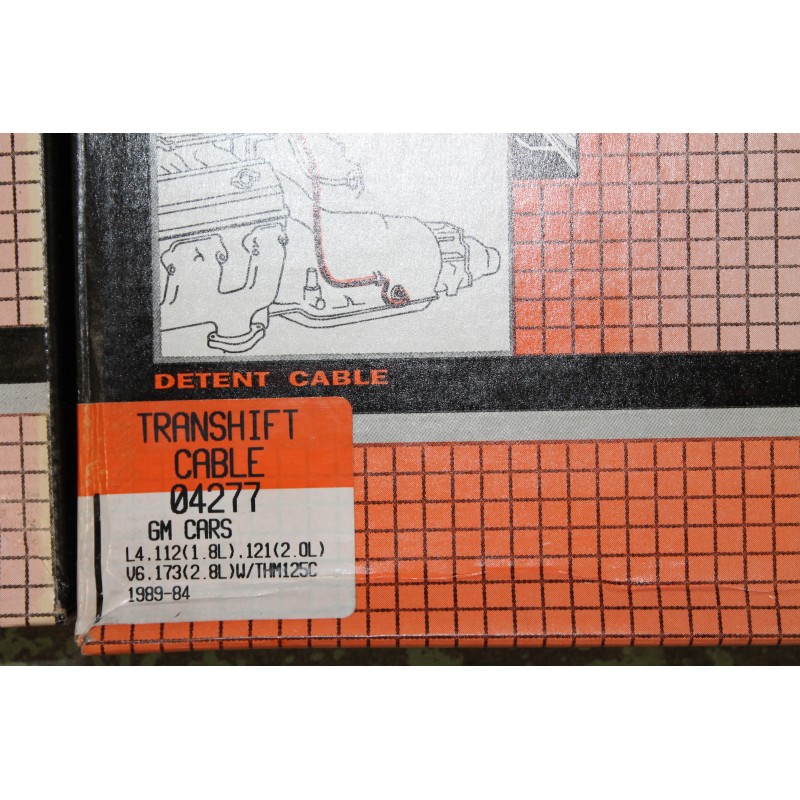 DETENT CABLE
TRANSHIFT
CABLE
04277
GM CARS
L4.112(1.8L).121(2.0L)
V6.173(2.8L)W/THM125C
1989-84